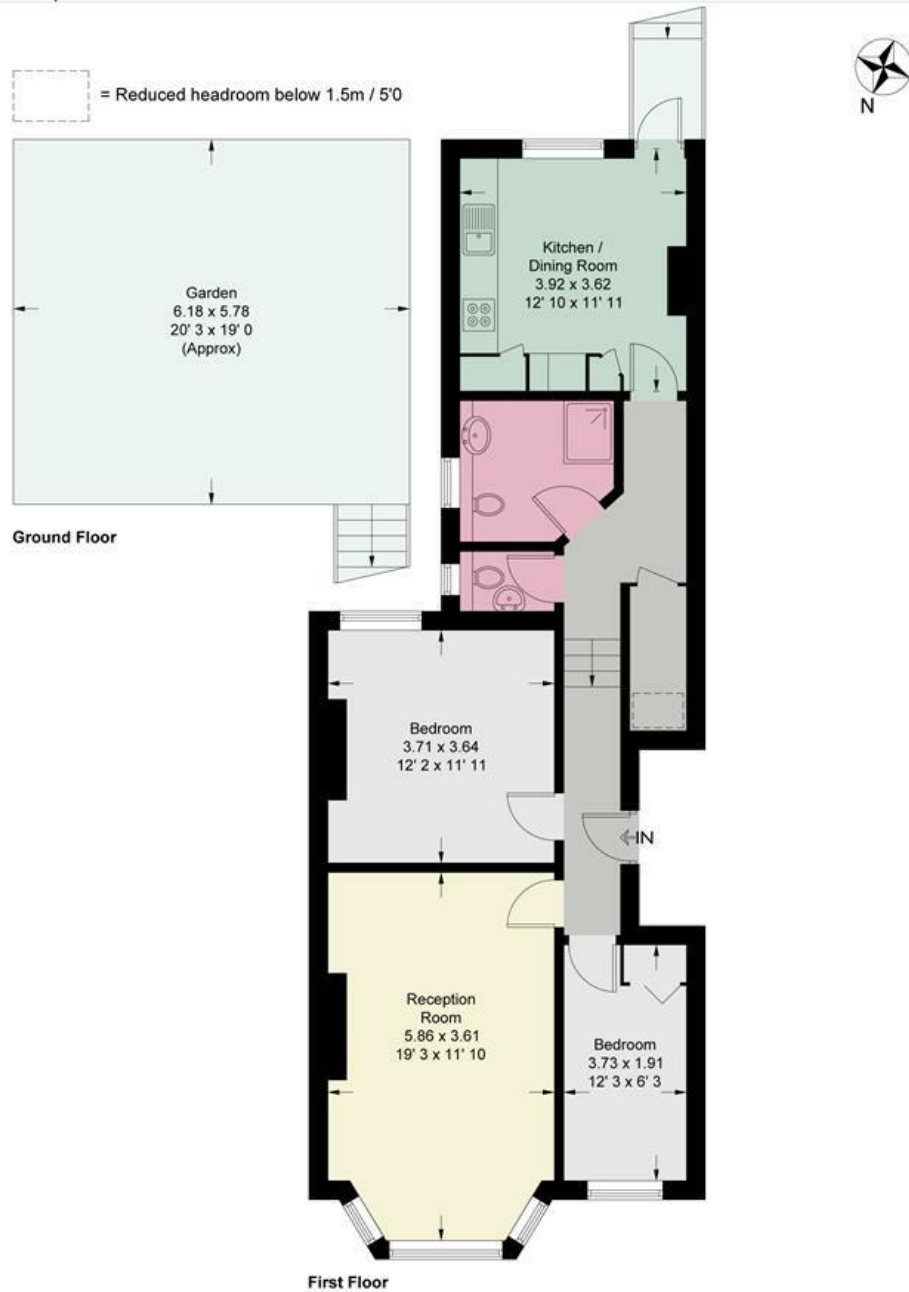 = Reduced headroom below 1.5m / 5'0
N
Kitchen /
Dining Room
3.92 x 3.62
12' 10 x 11' 11
Garden
6.18 x 5.78
20' 3 x 19' 0
(Approx)
Ground Floor
Bedroom
3.71 x 3.64
12' 2 x 11' 11
IN
Reception
Room
5.86 x 3.61
19' 3 x 11' 10
Bedroom
3.73 x 1.91
12' 3 x 6' 3
First Floor